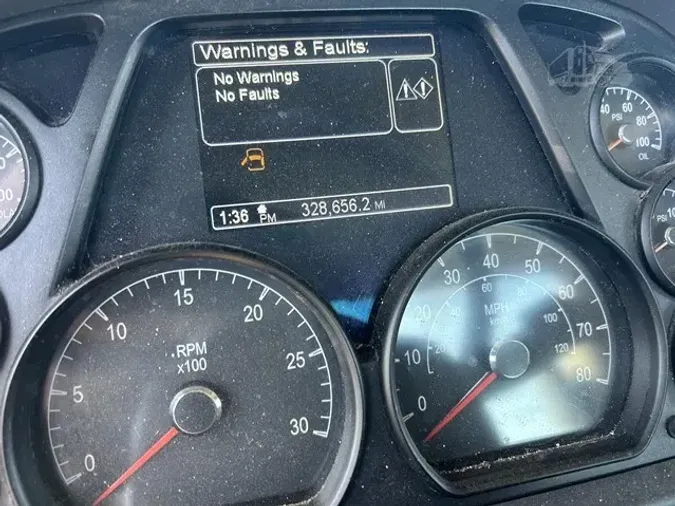 Warnings & Faults:
No Warnings
No Faults
1:36 PM 328,656.2 MI
0 5 10 15 20 25 30
RPM
x100
0 10 20 30 40 50 60 70 80
MPH
km/h
20 60 80 100 120
40 60 80 100
PSI
OIL
PSI